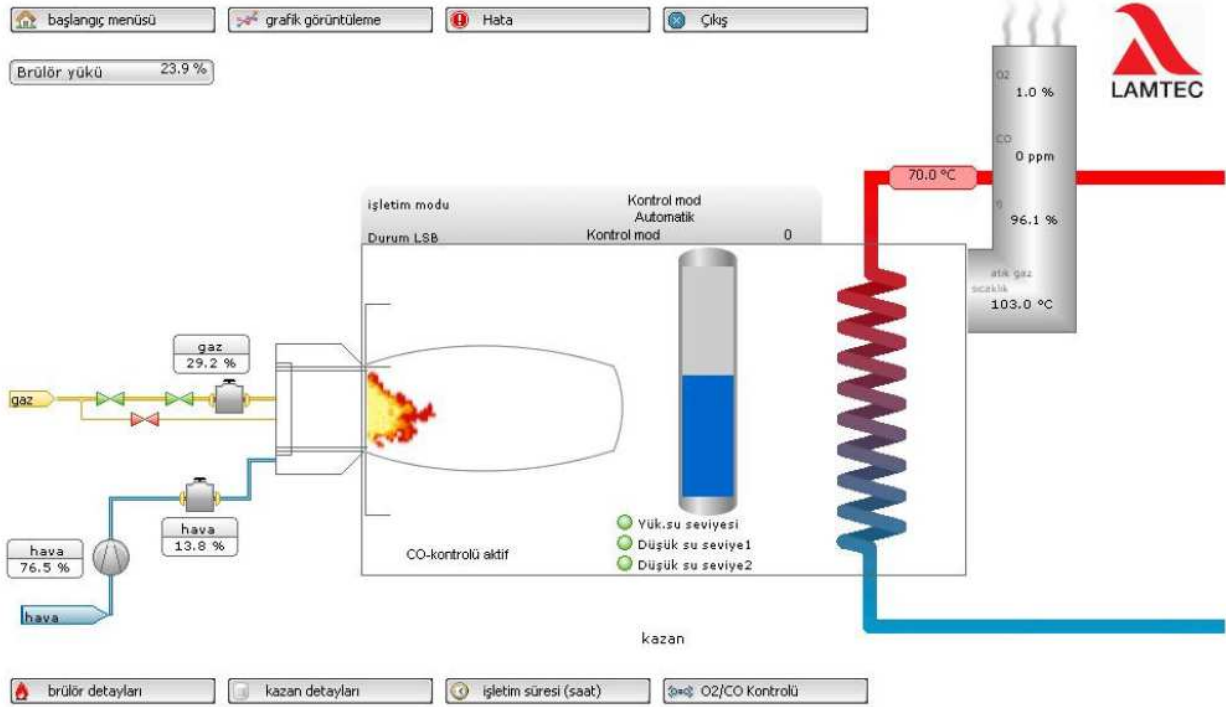 başlangıç menüsü
grafik görüntüleme
Hata
Çıkış
Brülör yükü 23.9 %
LAMTEC
O2
1.0 %
CO
0 ppm
70.0 °C
96.1 %
atık gaz
sıcaklık
103.0 °C
işletim modu Kontrol mod
Automatik
Durum LSB Kontrol mod 0
gaz
29.2 %
gaz
hava
13.8 %
hava
76.5 %
hava
Yük.su seviyesi
Düşük su seviye1
Düşük su seviye2
CO-kontrolü aktif
kazan
brülör detayları
kazan detayları
işletim süresi (saat)
O2/CO Kontrolü